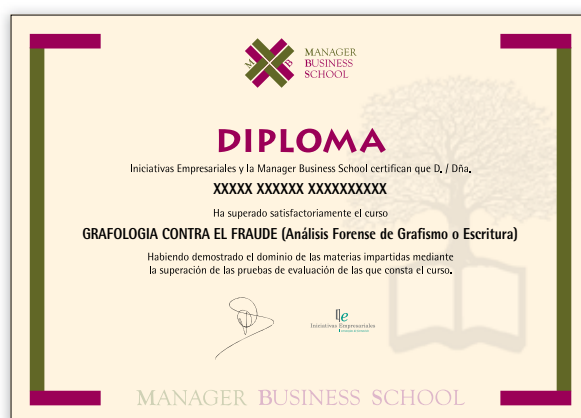 M B
MANAGER
BUSINESS
SCHOOL
DIPLOMA
Iniciativas Empresariales y la Manager Business School certifican que D. / Dña.
XXXXX XXXXXX XXXXXXXXXX
Ha superado satisfactoriamente el curso
GRAFOLOGIA CONTRA EL FRAUDE (Análisis Forense de Grafismo o Escritura)
Habiendo demostrado el dominio de las materias impartidas mediante
la superación de las pruebas de evaluación de las que consta el curso.
Iniciativas Empresariales
MANAGER BUSINESS SCHOOL